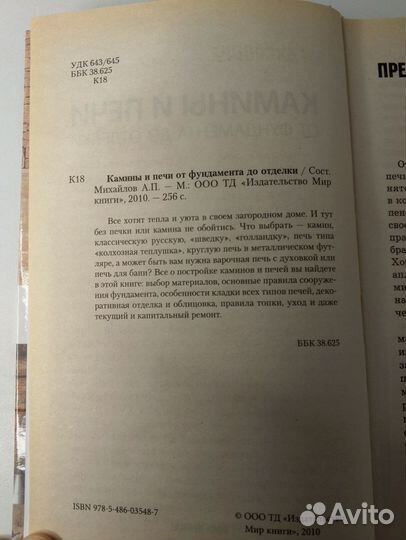 УДК 643/645
ББК 38.625
К18
ПРЕ
К18 Камины и печи от фундамента до отделки / Сост.
Михайлов А.П. — М.: ООО ТД «Издательство Мир
книги», 2010. — 256 с.
Все хотят тепла и уюта в своем загородном доме. И тут
без печки или камина не обойтись. Что выбрать — камин,
классическую русскую, «шведку», «голландку», печь типа
«колхозная теплушка», круглую печь в металлическом фут-
ляре, а может быть вам нужна варочная печь с духовкой или
печь для бани? Все о постройке каминов и печей вы найдете
в этой книге: выбор материалов, основные правила сооруже-
ния фундамента, особенности кладки всех типов печей, деко-
ративная отделка и облицовка, правила топки, уход и даже
текущий и капитальный ремонт.
ББК 38.625
ISBN 978-5-486-03548-7
© ООО ТД «Изда
Мир книги», 2010
Avito